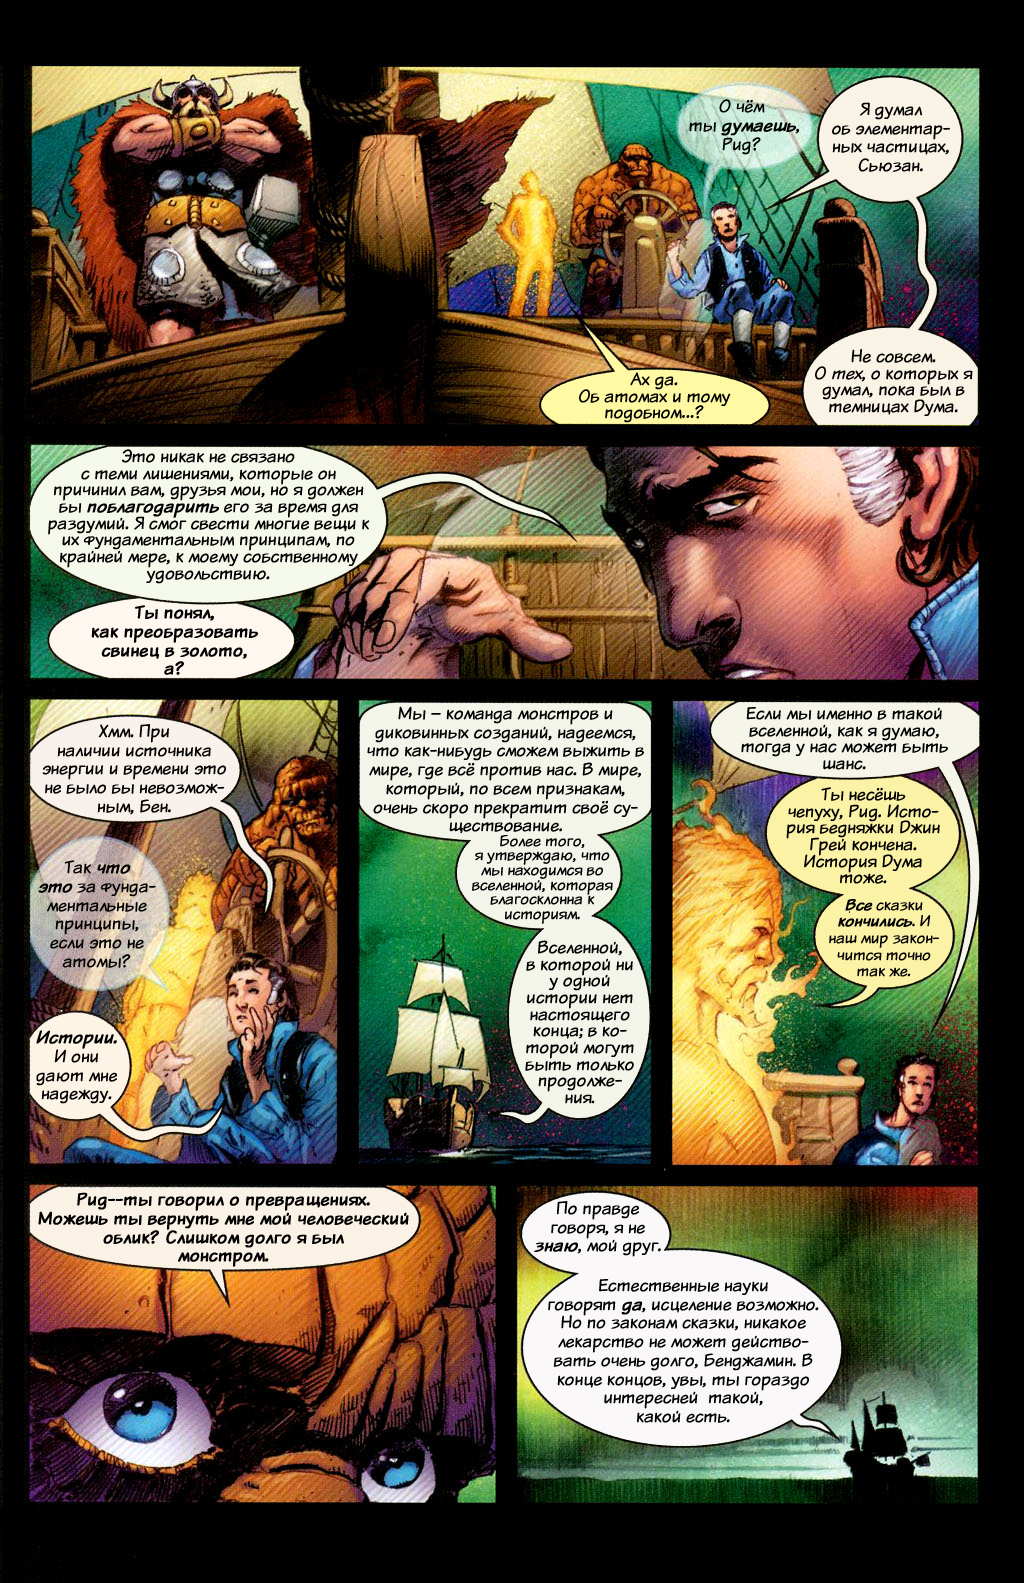 О чём
ты думаешь,
Рид?
Я думал
об элементар-
ных частицах,
Сьюзан.
Ах да.
Об атомах и тому
подобном...?
Не совсем.
О тех, о которых я
думал, пока был в
темницах Дума.
Это никак не связано
с теми лишениями, которые он
причинил вам, друзья мои, но я должен
бы поблагодарить его за время для
раздумий. Я смог свести многие вещи к
их фундаментальным принципам, по
крайней мере, к моему собственному
удовольствию.
Ты понял,
как преобразовать
свинец в золото,
а?
Хмм. При
наличии источника
энергии и времени это
не было бы невозмож-
ным, Бен.
Так что
это за фунда-
ментальные
принципы,
если это не
атомы?
Истории.
И они
дают мне
надежду.
Мы – команда монстров и
диковинных созданий, надеемся,
что как-нибудь сможем выжить в
мире, где всё против нас. В мире,
который, по всем признакам,
очень скоро прекратит своё су-
ществование.
Более того,
я утверждаю, что
мы находимся во
вселенной, которая
благосклонна к
историям.
Вселенной,
в которой ни
у одной
истории нет
настоящего
конца; в ко-
торой могут
быть только
продолже-
ния.
Если мы именно в такой
вселенной, как я думаю,
тогда у нас может быть
шанс.
Ты несёшь
чепуху, Рид. Исто-
рия бедняжки Джин
Грей кончена.
История Дума
тоже.
Все сказки
кончились. И
наш мир закон-
чится точно
так же.
Рид--ты говорил о превращениях.
Можешь ты вернуть мне мой человеческий
облик? Слишком долго я был
монстром.
По правде
говоря, я не
знаю, мой друг.
Естественные науки
говорят да, исцеление возможно.
Но по законам сказки, никакое
лекарство не может действо-
вать очень долго, Бенджамин. В
конце концов, увы, ты гораздо
интересней такой,
какой есть.